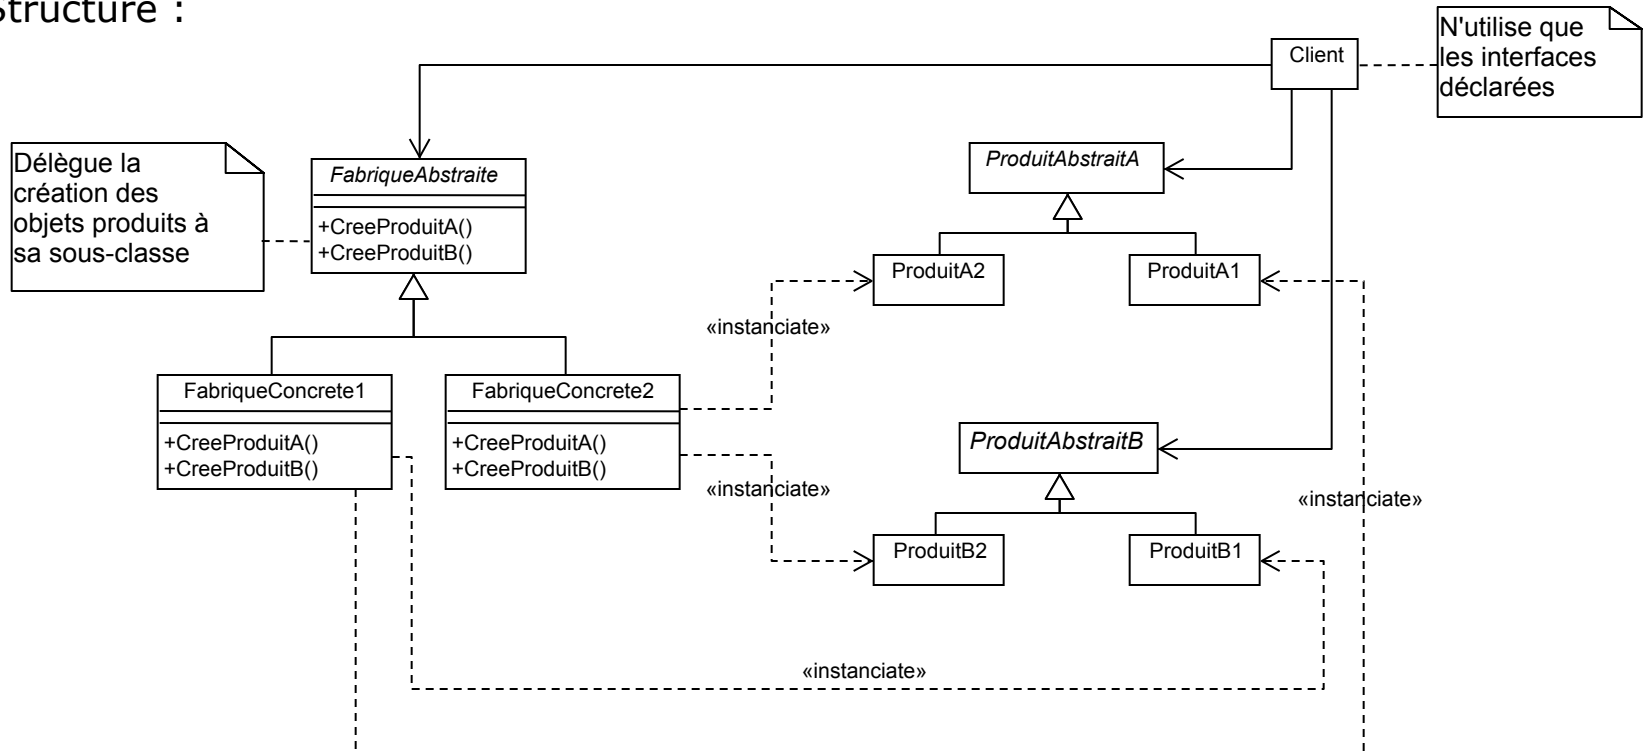 Structure :
N'utilise que
les interfaces
déclarées
Client
Délègue la
création des
objets produits à
sa sous-classe
FabriqueAbstraite
+CreeProduitA()
+CreeProduitB()
ProduitAbstraitA
ProduitA2
ProduitA1
«instanciate»
FabriqueConcrete1
+CreeProduitA()
+CreeProduitB()
FabriqueConcrete2
+CreeProduitA()
+CreeProduitB()
ProduitAbstraitB
«instanciate»
«instanciate»
ProduitB2
ProduitB1
«instanciate»